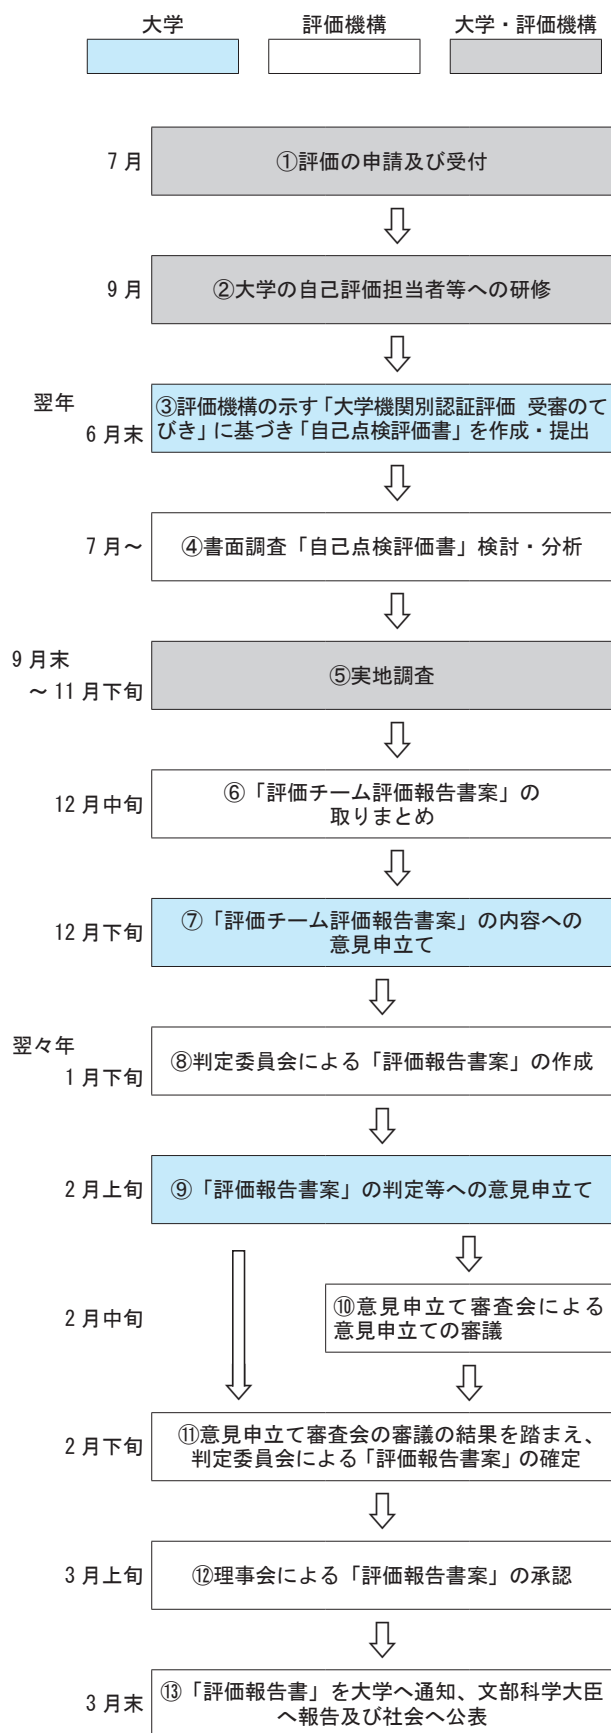 大学
評価機構
大学・評価機構
7月
①評価の申請及び受付
9月
②大学の自己評価担当者等への研修
翌年
6月末
③評価機構の示す「大学機関別認証評価 受審のて
びき」に基づき「自己点検評価書」を作成・提出
7月～
④書面調査「自己点検評価書」検討・分析
9月末
～11月下旬
⑤実地調査
12月中旬
⑥「評価チーム評価報告書案」の
取りまとめ
12月下旬
⑦「評価チーム評価報告書案」の内容への
意見申立て
翌々年
1月下旬
⑧判定委員会による「評価報告書案」の作成
2月上旬
⑨「評価報告書案」の判定等への意見申立て
2月中旬
⑩意見申立て審査会による
意見申立ての審議
2月下旬
⑪意見申立て審査会の審議の結果を踏まえ、
判定委員会による「評価報告書案」の確定
3月上旬
⑫理事会による「評価報告書案」の承認
3月末
⑬「評価報告書」を大学へ通知、文部科学大臣
へ報告及び社会へ公表